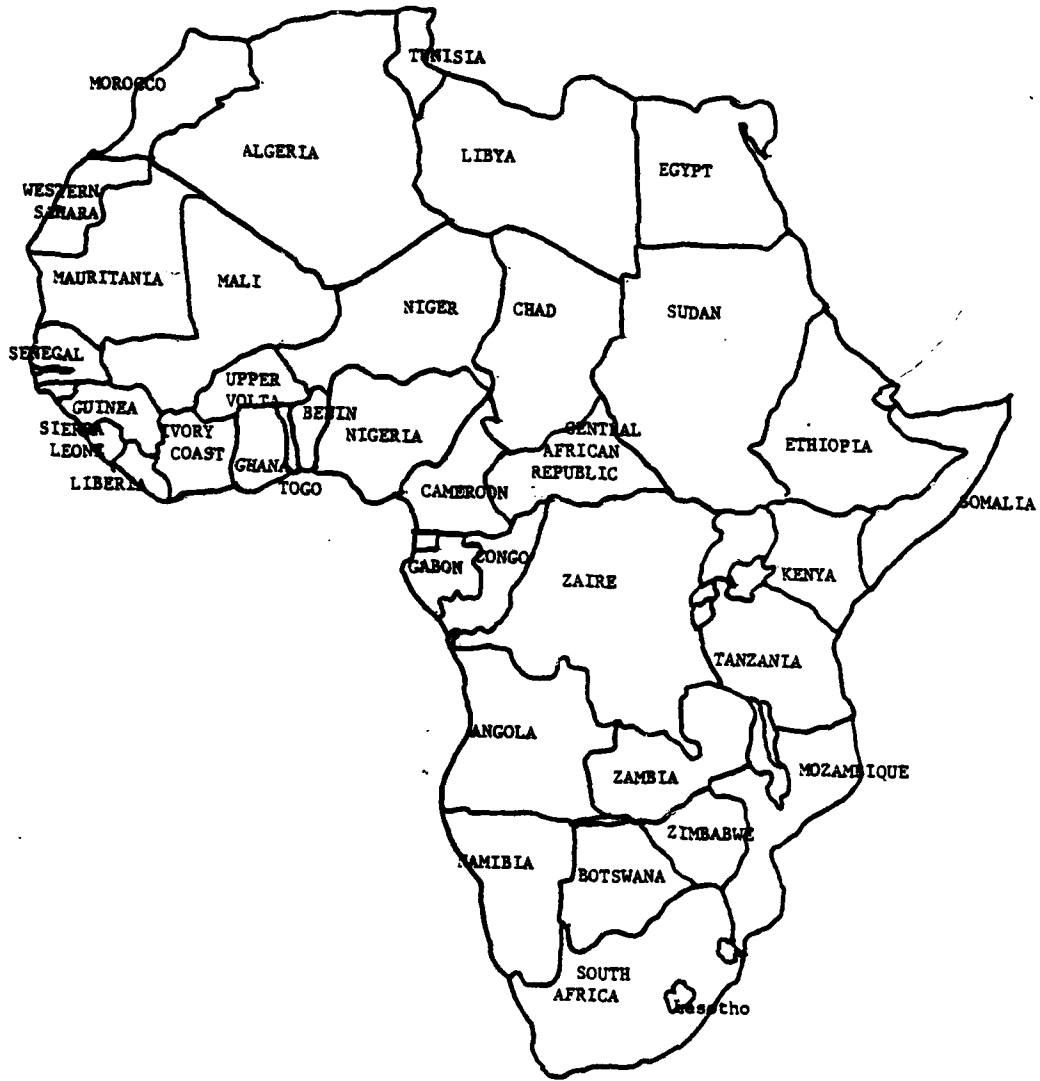 TUNISIA
MOROCCO
ALGERIA
LIBYA
EGYPT
WESTERN
SAHARA
MAURITANIA
MALI
NIGER
CHAD
SUDAN
SENEGAL
UPPER
VOLTA
GUINEA
BENIN
SIERRA
LEONE
IVORY
COAST
NIGERIA
CENTRAL
AFRICAN
REPUBLIC
ETHIOPIA
GHANA
LIBERIA
TOGO
CAMEROON
SOMALIA
CONGO
GABON
ZAIRE
KENYA
TANZANIA
ANGOLA
ZAMBIA
MOZAMBIQUE
ZIMBABWE
NAMIBIA
BOTSWANA
SOUTH
AFRICA
Lesotho